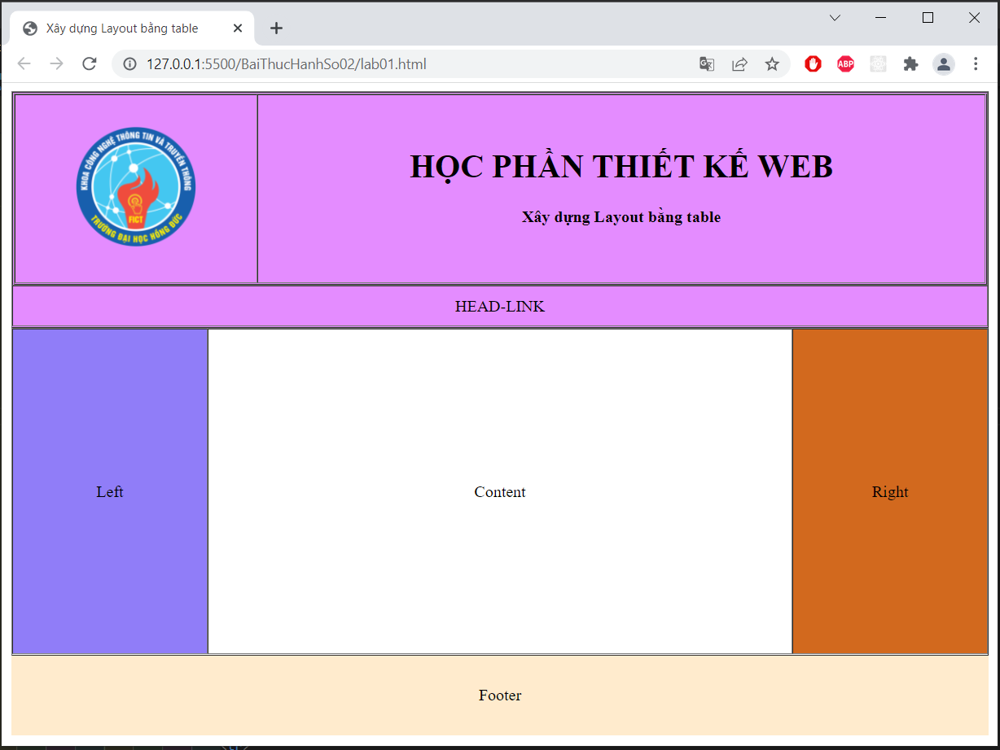 Xây dựng Layout bằng table
127.0.0.1:5500/BaiThucHanhSo02/lab01.html
ABP
KHOA CÔNG NGHỆ THÔNG TIN VÀ TRUYỀN THÔNG
FICT
TRƯỜNG ĐẠI HỌC HỒNG ĐỨC
HỌC PHẦN THIẾT KẾ WEB
Xây dựng Layout bằng table
HEAD-LINK
Left
Content
Right
Footer